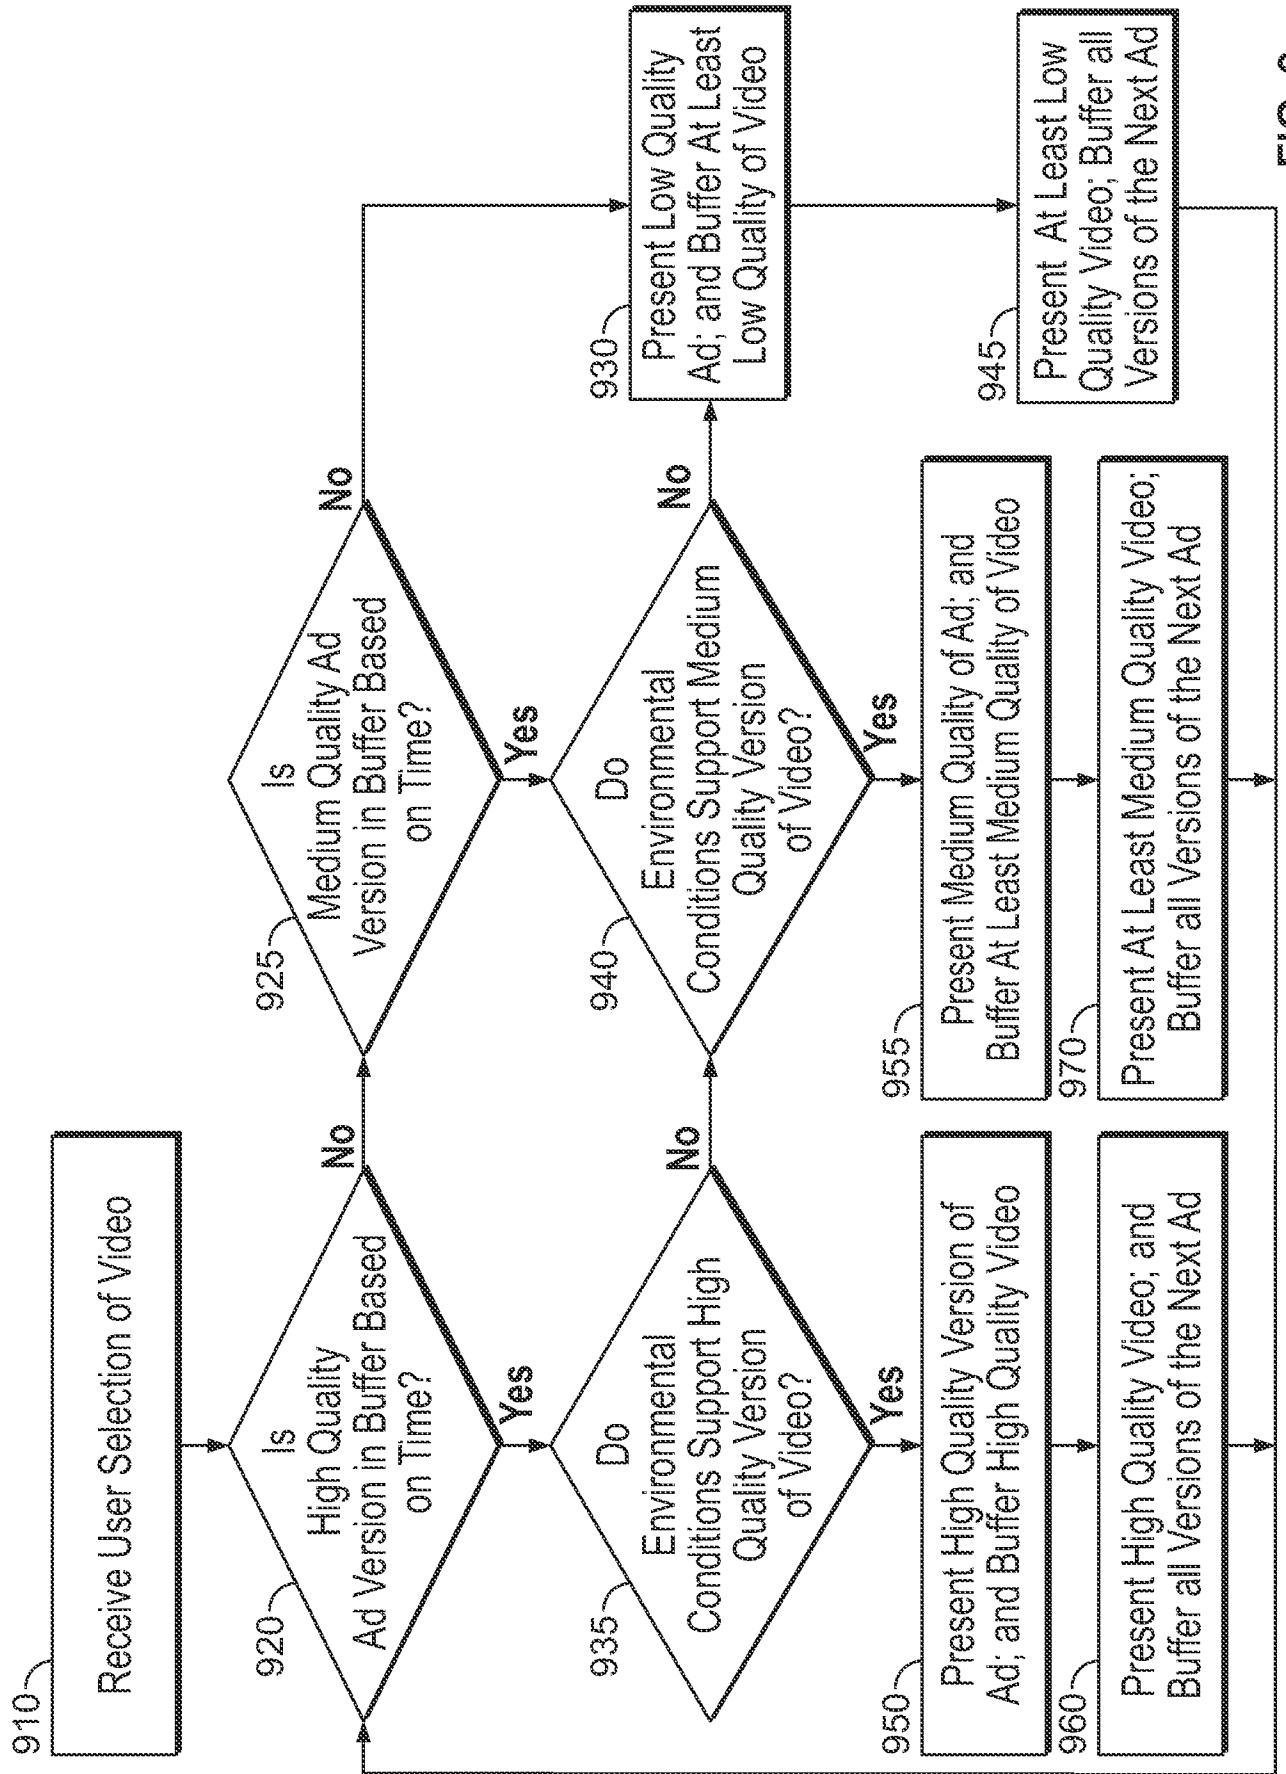 910
Receive User Selection of Video
920
Is
High Quality
Ad Version in Buffer Based
on Time?
No
Yes
925
Is
Medium Quality Ad
Version in Buffer Based
on Time?
No
Yes
935
Do
Environmental
Conditions Support High
Quality Version
of Video?
No
Yes
940
Do
Environmental
Conditions Support Medium
Quality Version
of Video?
No
Yes
930
Present Low Quality
Ad; and Buffer At Least
Low Quality of Video
950
Present High Quality Version of
Ad; and Buffer High Quality Video
955
Present Medium Quality of Ad; and
Buffer At Least Medium Quality of Video
945
Present At Least Low
Quality Video; Buffer all
Versions of the Next Ad
960
Present High Quality Video; and
Buffer all Versions of the Next Ad
970
Present At Least Medium Quality Video;
Buffer all Versions of the Next Ad
FIG.